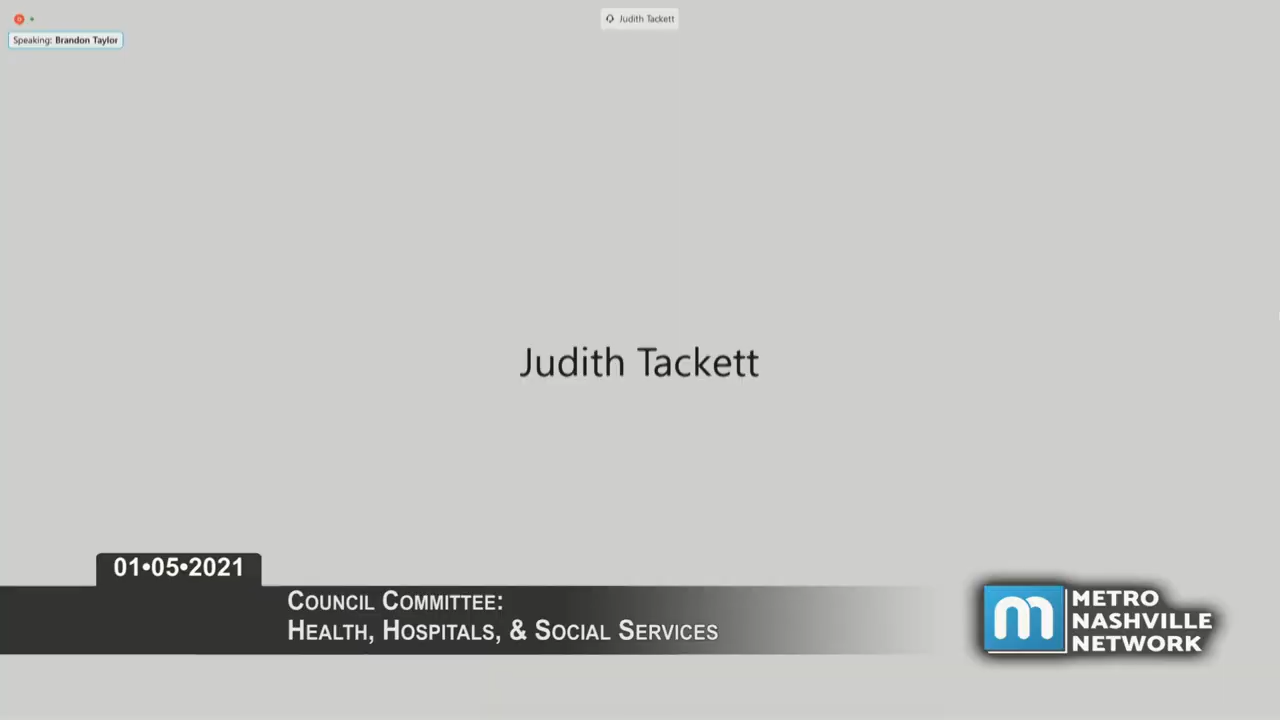 Judith Tackett
Speaking: Brandon Taylor
Judith Tackett
01•05•2021
COUNCIL COMMITTEE:
HEALTH, HOSPITALS, & SOCIAL SERVICES
METRO
NASHVILLE
NETWORK